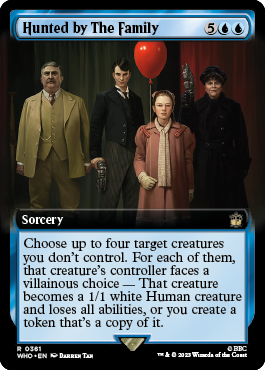 Hunted by The Family 5
Sorcery
Choose up to four target creatures
you don't control. For each of them,
that creature's controller faces a
villainous choice — That creature
becomes a 1/1 white Human creature
and loses all abilities, or you create a
token that's a copy of it.
R 0361 © BBC
WHO • EN DARREN TAN ™ & © 2023 Wizards of the Coast